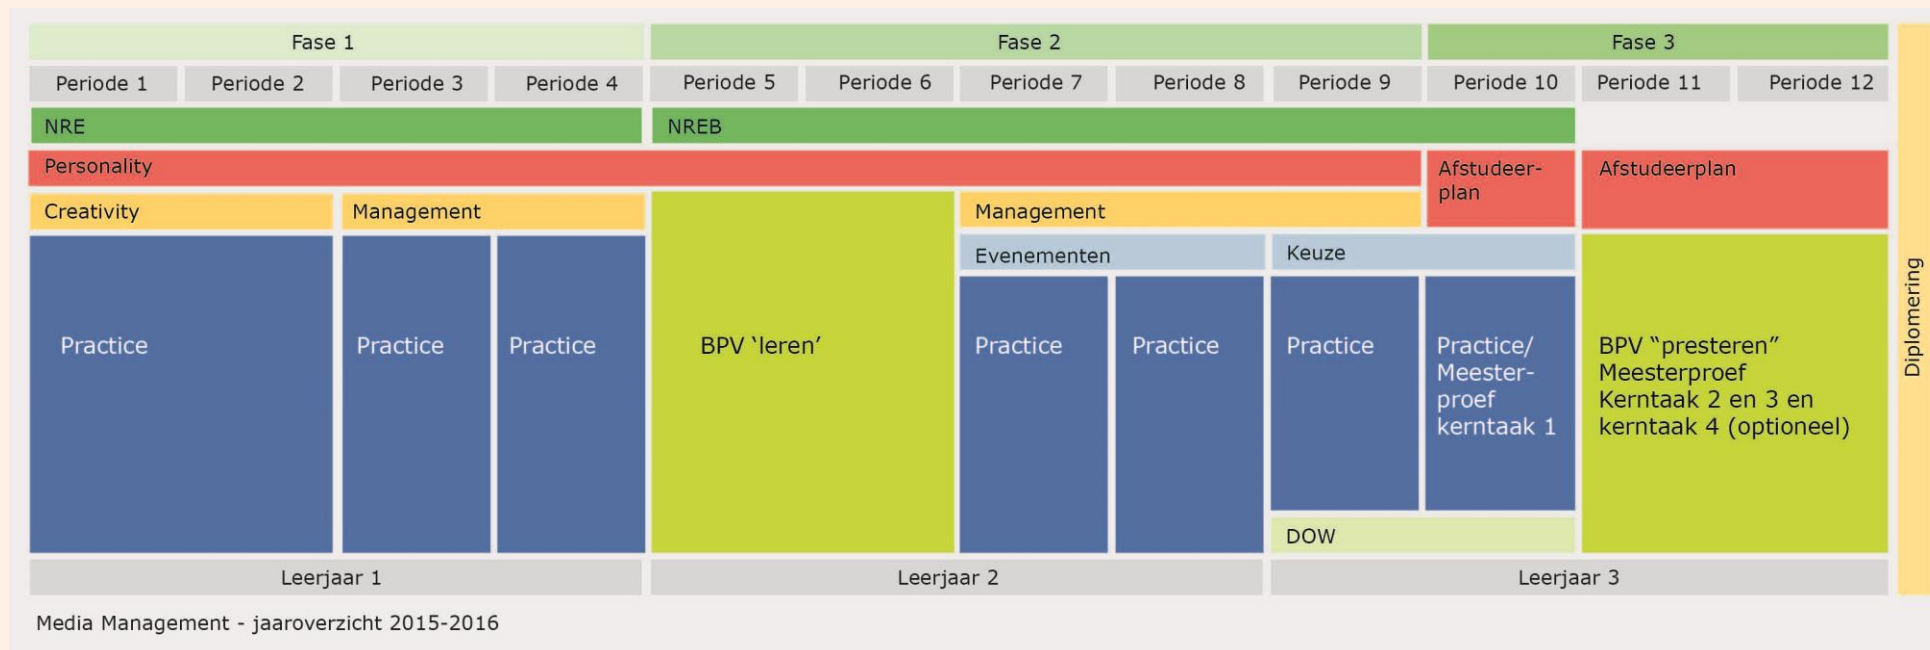 Fase 1
Fase 2
Fase 3
Periode 1
Periode 2
Periode 3
Periode 4
Periode 5
Periode 6
Periode 7
Periode 8
Periode 9
Periode 10
Periode 11
Periode 12
NRE
NREB
Personality
Afstudeer-
plan
Afstudeerplan
Creativity
Management
Management
Evenementen
Keuze
Practice
Practice
Practice
BPV ‘leren’
Practice
Practice
Practice
Practice/
Meester-
proef
kerntaak 1
BPV “presteren”
Meesterproef
Kerntaak 2 en 3 en
kerntaak 4 (optioneel)
DOW
Leerjaar 1
Leerjaar 2
Leerjaar 3
Diplomering
Media Management - jaaroverzicht 2015-2016